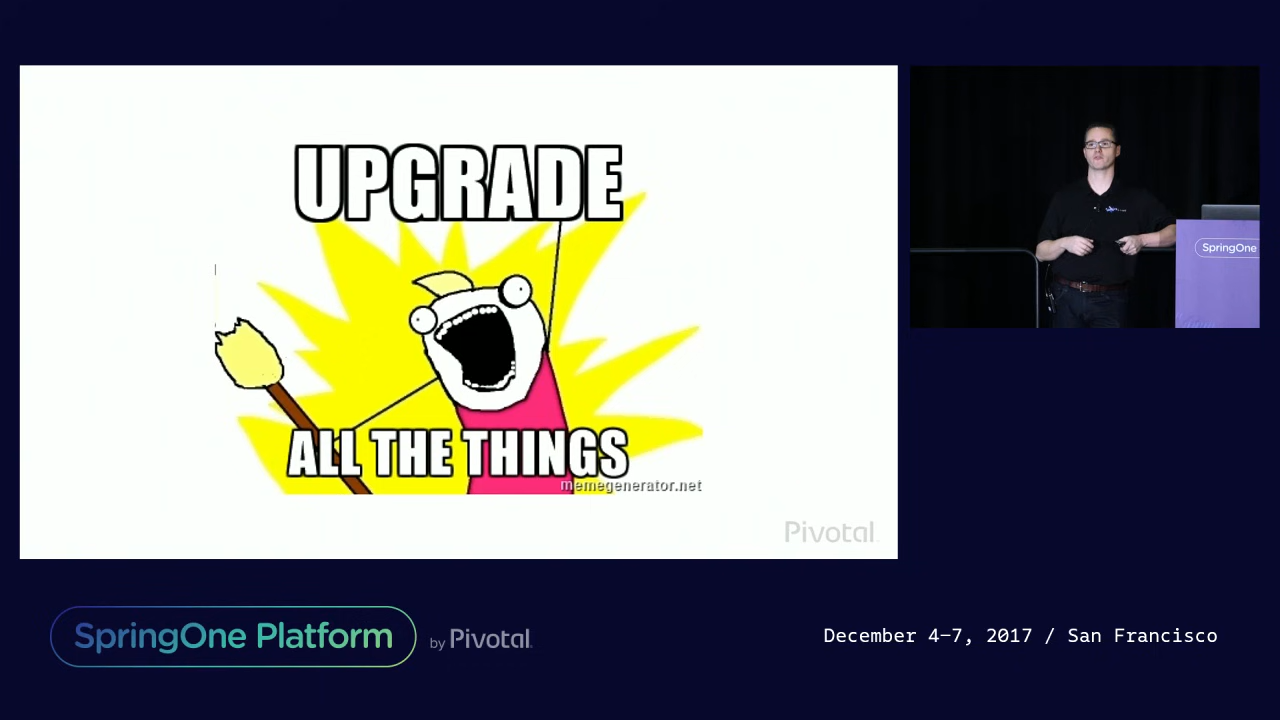 UPGRADE
ALL THE THINGS
memegenerator.net
Pivotal
SpringOne
SpringOne Platform
by Pivotal
December 4–7, 2017 / San Francisco